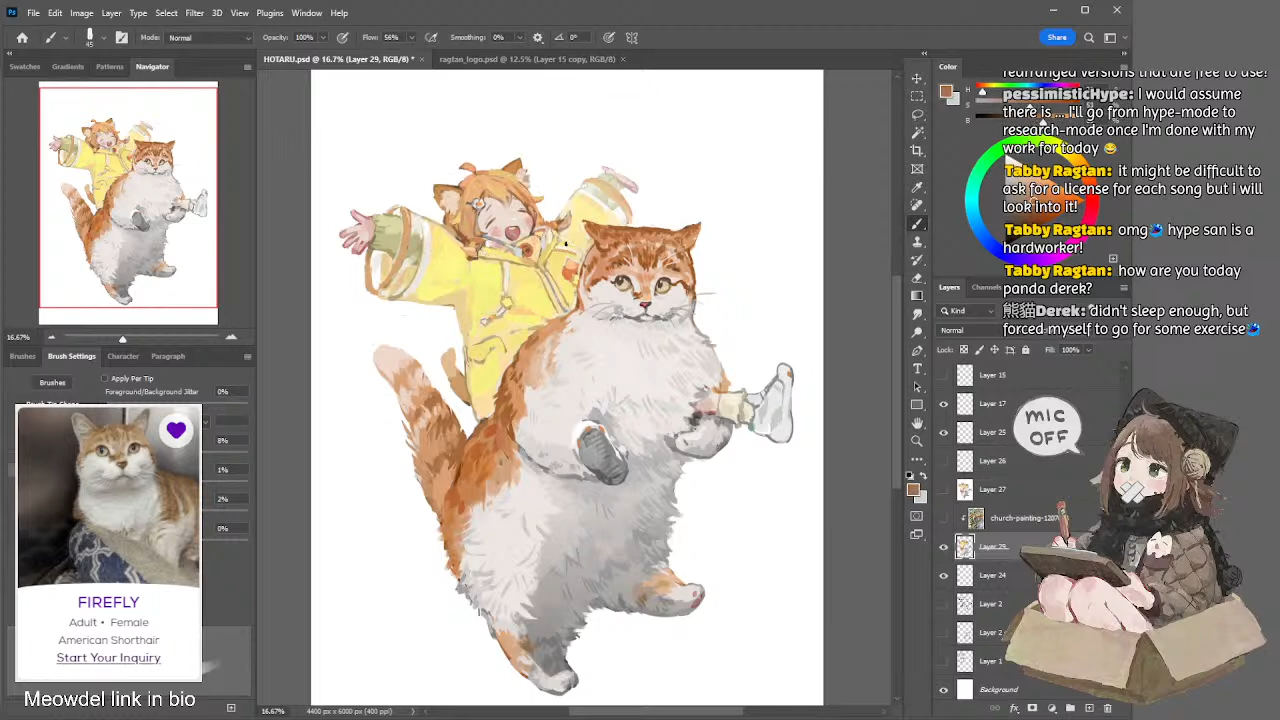 Ps File Edit Image Layer Type Select Filter 3D View Plugins Window Help
45 Mode: Normal Opacity: 100% Flow: 56% Smoothing: 0% 0° Share
Swatches Gradients Patterns Navigator
HOTARU.psd @ 16.7% (Layer 29, RGB/8) * ×
ragtan_logo.psd @ 12.5% (Layer 15 copy, RGB/8) ×
Color
H
S
B
16.67%
Brushes Brush Settings Character Paragraph
Brushes
Apply Per Tip
Foreground/Background Jitter 0%
8%
1%
2%
0%
FIREFLY
Adult • Female
American Shorthair
Start Your Inquiry
Meowdel link in bio
16.67% 4400 px x 6000 px (400 ppi)
rearranged versions that are free to use!
pessimisticHype: I would assume
there is.... I'll go from hype-mode to
research-mode once I'm done with my
work for today 😂
Tabby Ragtan: it might be difficult to
ask for a license for each song but i will
look into it!
Tabby Ragtan: omg hype san is a
hardworker!
Tabby Ragtan: how are you today
panda derek?
熊貓Derek: didn't sleep enough, but
forced myself to go for some exercise
Layers Channels
Kind
Normal
Lock: Fill: 100%
Layer 15
Layer 17
Layer 25
Layer 26
Layer 27
church-painting-1207
Layer 29
Layer 24
Layer 2
Layer 2
Layer 1
Background
MIC
OFF